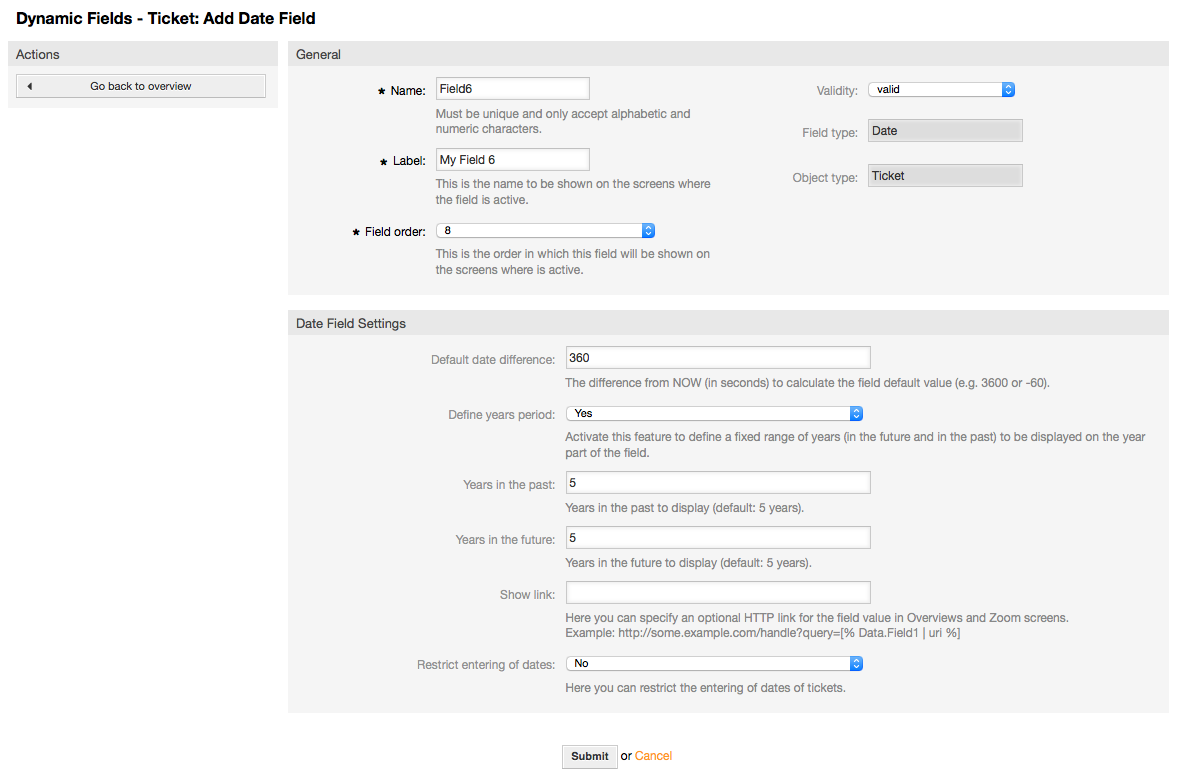 Dynamic Fields - Ticket: Add Date Field
Actions
Go back to overview
General
★ Name: Field6
Must be unique and only accept alphabetic and
numeric characters.
★ Label: My Field 6
This is the name to be shown on the screens where
the field is active.
★ Field order: 8
This is the order in which this field will be shown on
the screens where is active.
Validity: valid
Field type: Date
Object type: Ticket
Date Field Settings
Default date difference: 360
The difference from NOW (in seconds) to calculate the field default value (e.g. 3600 or -60).
Define years period: Yes
Activate this feature to define a fixed range of years (in the future and in the past) to be displayed on the year
part of the field.
Years in the past: 5
Years in the past to display (default: 5 years).
Years in the future: 5
Years in the future to display (default: 5 years).
Show link:
Here you can specify an optional HTTP link for the field value in Overviews and Zoom screens.
Example: http://some.example.com/handle?query=[% Data.Field1 | uri %]
Restrict entering of dates: No
Here you can restrict the entering of dates of tickets.
Submit or Cancel